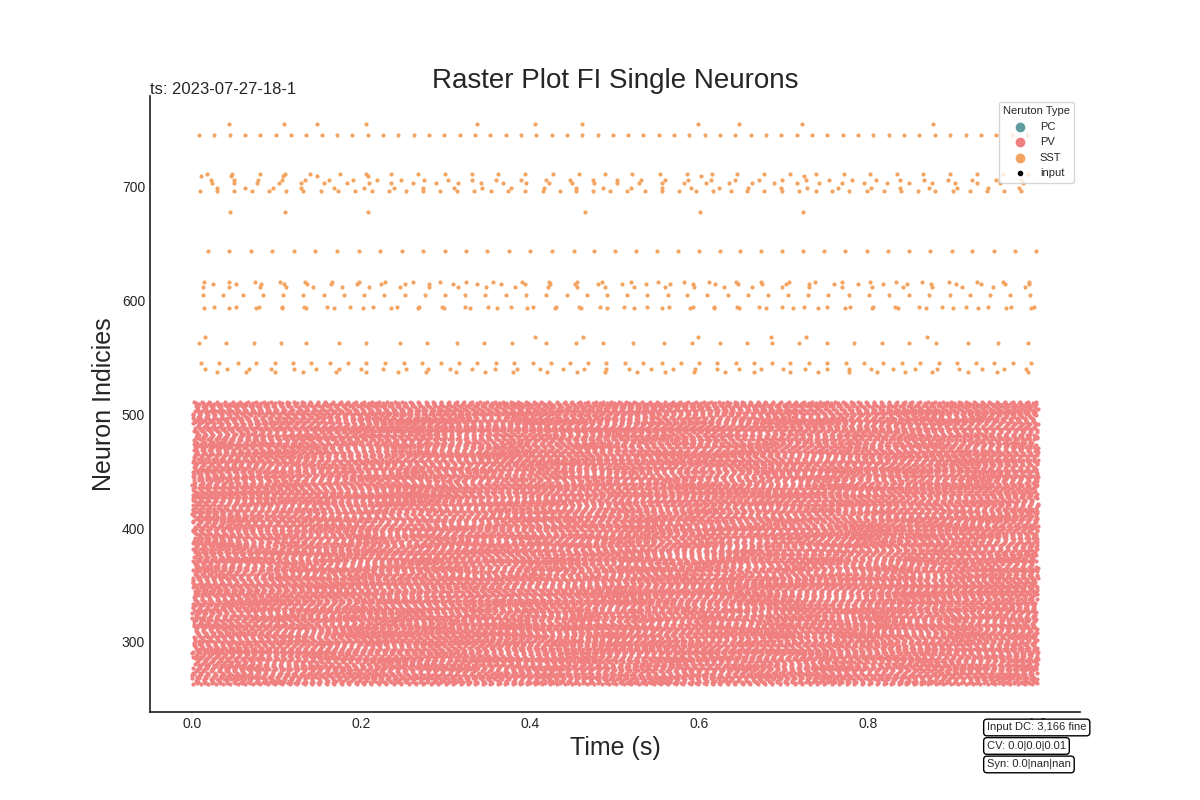 Raster Plot FI Single Neurons
ts: 2023-07-27-18-1
Neruton Type
PC
PV
SST
input
700
600
500
400
300
Neuron Indicies
0.0
0.2
0.4
0.6
0.8
Time (s)
Input DC: 3,166 fine
CV: 0.0|0.0|0.01
Syn: 0.0|nan|nan